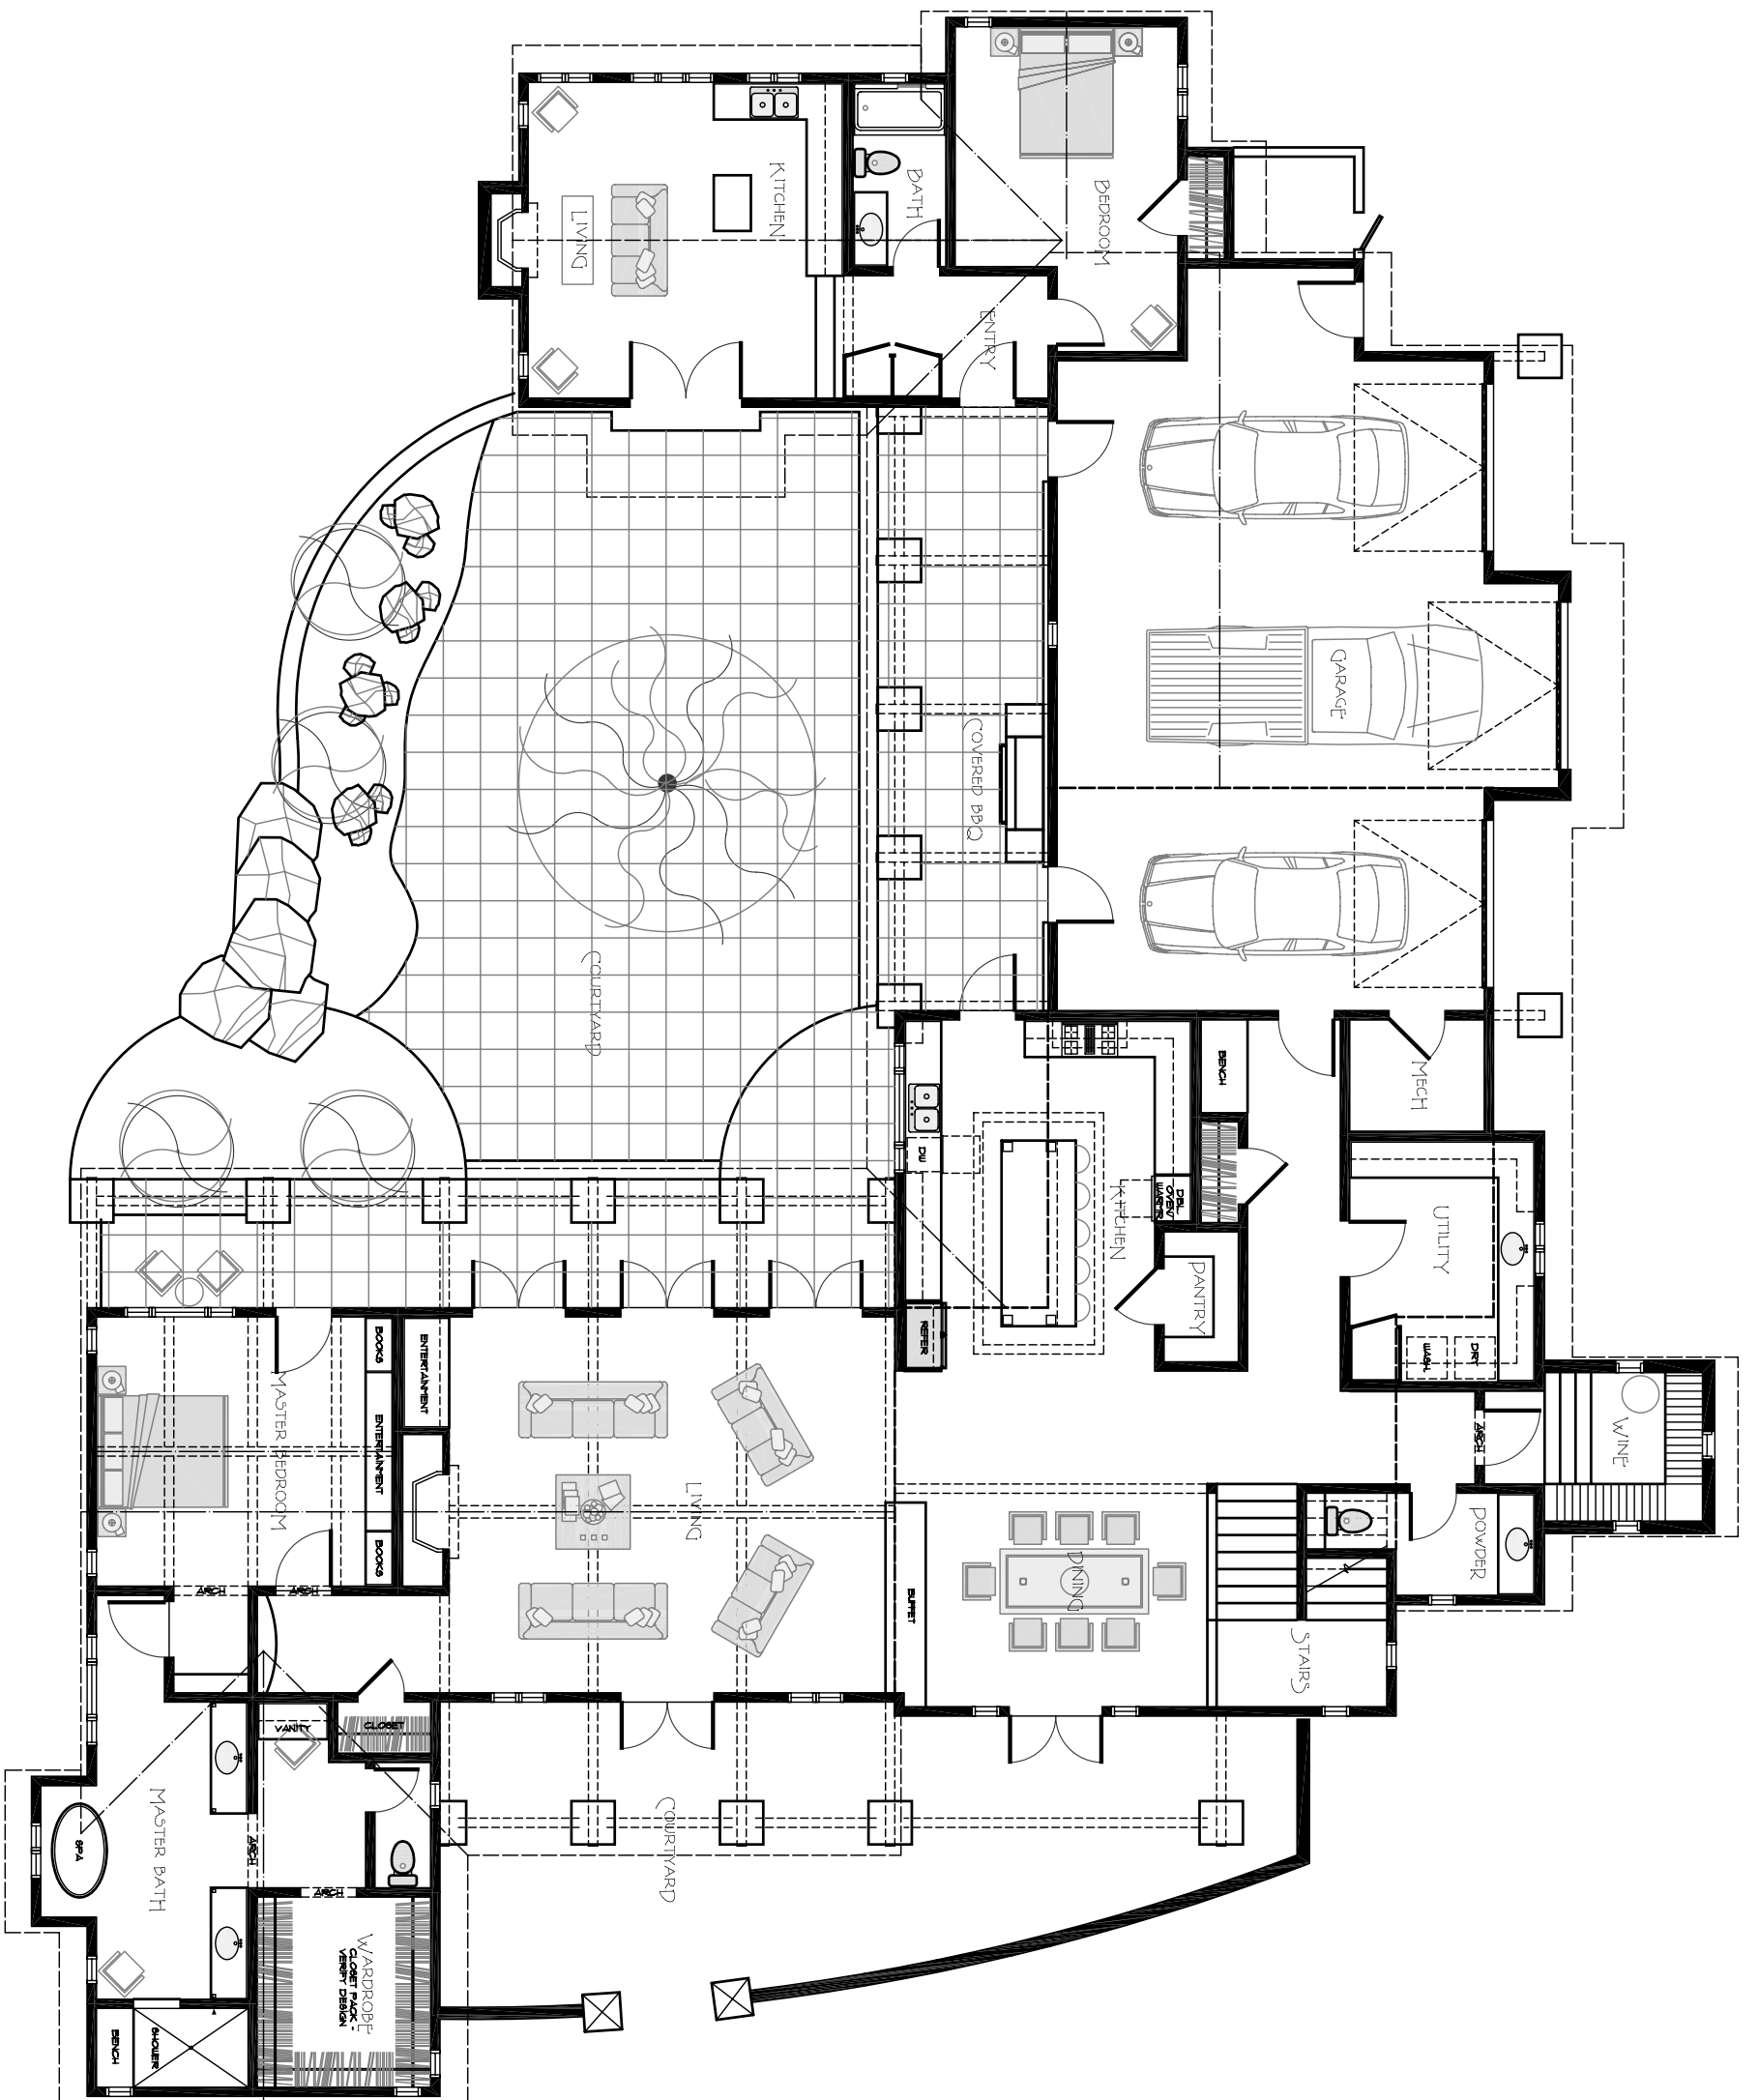 KITCHEN
BATH
BEDROOM
LIVING
ENTRY
GARAGE
COVERED BBQ
COURTYARD
BENCH
MECH
DW
DBL
OVEN/
WARMER
KITCHEN
UTILITY
PANTRY
REFER
WASH.
DRY
WINE
ARCH
POWDER
BOOKS
ENTERTAINMENT
ENTERTAINMENT
MASTER BEDROOM
BOOKS
LIVING
DINING
BUFFET
STAIRS
ARCH
ARCH
VANITY
CLOSET
MASTER BATH
SPA
ARCH
ARCH
COURTYARD
WARDROBE
CLOSET PACK -
VERIFY DESIGN
BENCH
SHOWER